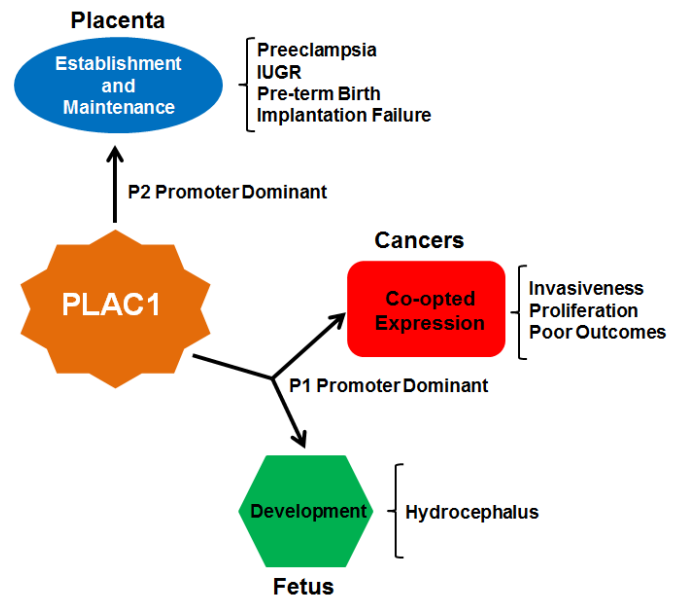 Placenta
Establishment
and
Maintenance
Preeclampsia
IUGR
Pre-term Birth
Implantation Failure
P2 Promoter Dominant
PLAC1
Cancers
Co-opted
Expression
Invasiveness
Proliferation
Poor Outcomes
P1 Promoter Dominant
Development
Hydrocephalus
Fetus